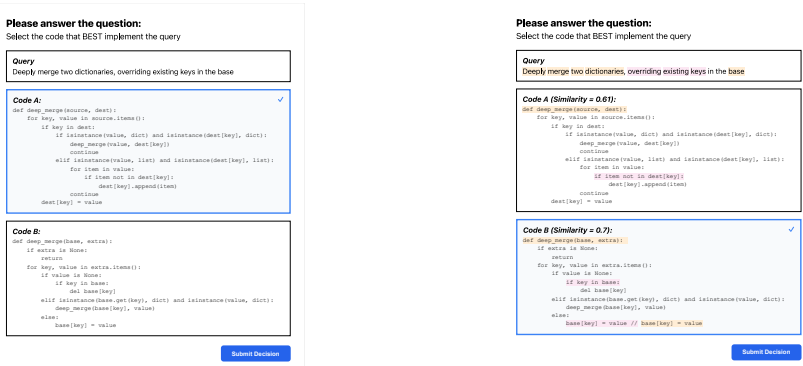 Please answer the question:
Select the code that BEST implement the query
Query
Deeply merge two dictionaries, overriding existing keys in the base
Code A:
def deep_merge(source, dest):
    for key, value in source.items():
        if key in dest:
            if isinstance(value, dict) and isinstance(dest[key], dict):
                deep_merge(value, dest[key])
                continue
            elif isinstance(value, list) and isinstance(dest[key], list):
                for item in value:
                    if item not in dest[key]:
                        dest[key].append(item)
                continue
        dest[key] = value
Code B:
def deep_merge(base, extra):
    if extra is None:
        return
    for key, value in extra.items():
        if value is None:
            if key in base:
                del base[key]
        elif isinstance(base.get(key), dict) and isinstance(value, dict):
            deep_merge(base[key], value)
        else:
            base[key] = value
Submit Decision
Please answer the question:
Select the code that BEST implement the query
Query
Deeply merge two dictionaries, overriding existing keys in the base
Code A (Similarity = 0.61):
def deep_merge(source, dest):
    for key, value in source.items():
        if key in dest:
            if isinstance(value, dict) and isinstance(dest[key], dict):
                deep_merge(value, dest[key])
                continue
            elif isinstance(value, list) and isinstance(dest[key], list):
                for item in value:
                    if item not in dest[key]:
                        dest[key].append(item)
                continue
        dest[key] = value
Code B (Similarity = 0.7):
def deep_merge(base, extra):
    if extra is None:
        return
    for key, value in extra.items():
        if value is None:
            if key in base:
                del base[key]
        elif isinstance(base.get(key), dict) and isinstance(value, dict):
            deep_merge(base[key], value)
        else:
            base[key] = value // base[key] = value
Submit Decision